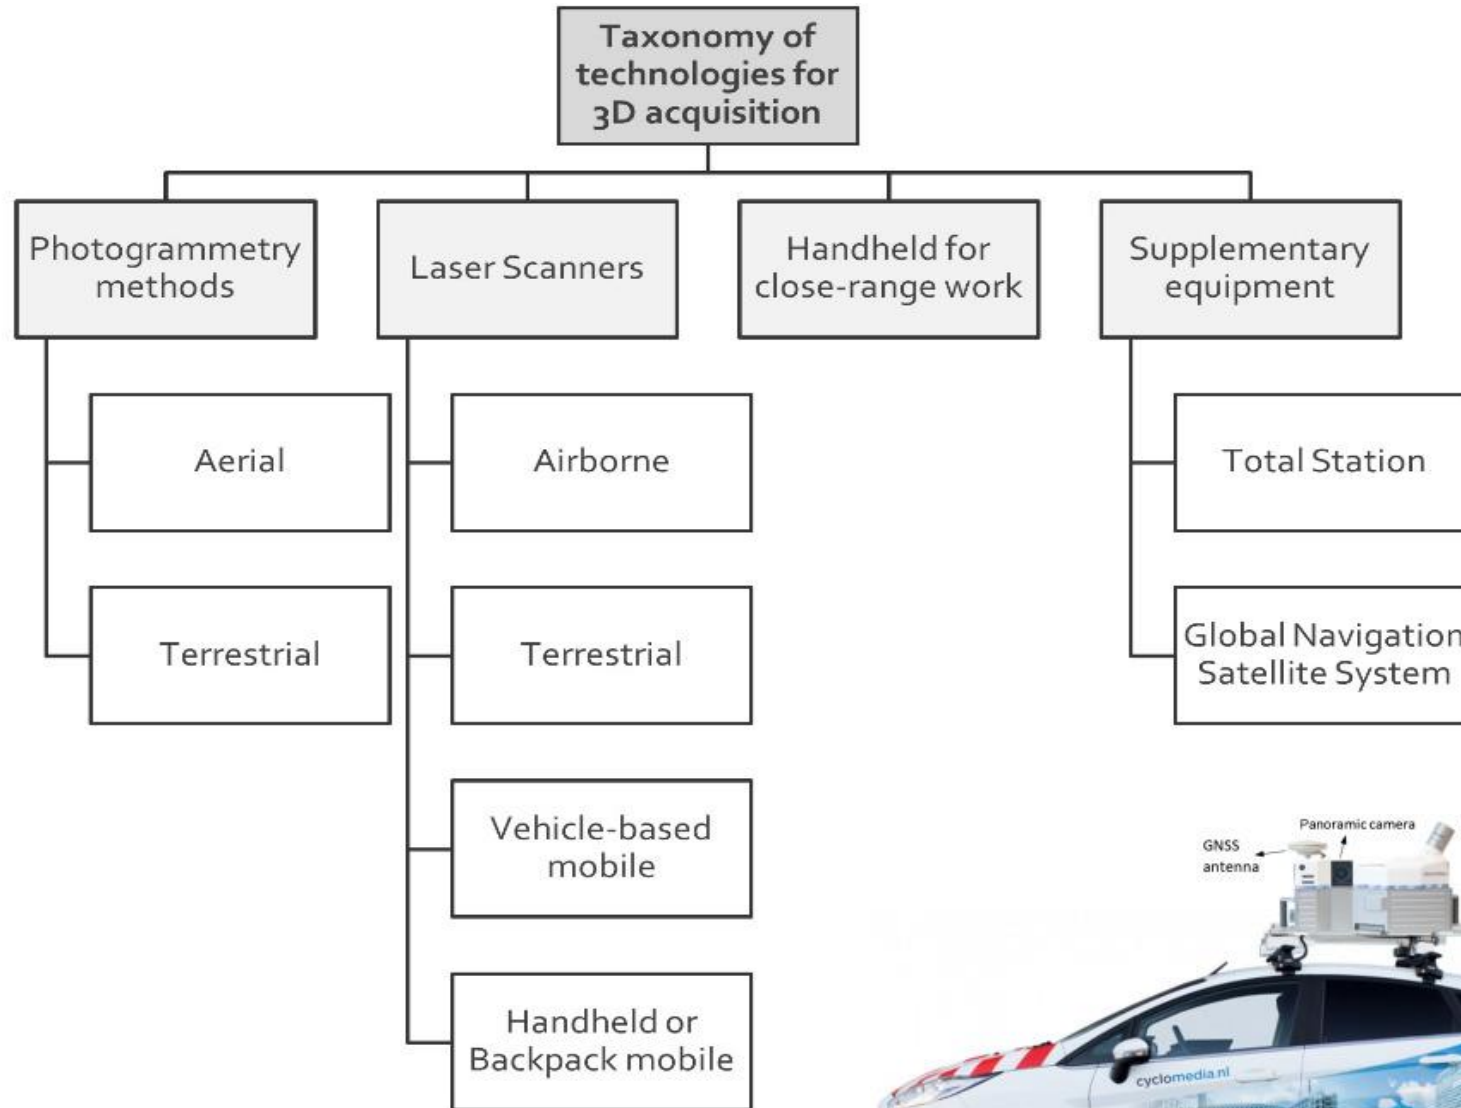 Taxonomy of
technologies for
3D acquisition
Photogrammetry
methods
Laser Scanners
Handheld for
close-range work
Supplementary
equipment
Aerial
Airborne
Total Station
Terrestrial
Terrestrial
Global Navigation
Satellite System
Vehicle-based
mobile
Handheld or
Backpack mobile
Panoramic camera
GNSS
antenna
cyclomedia.nl